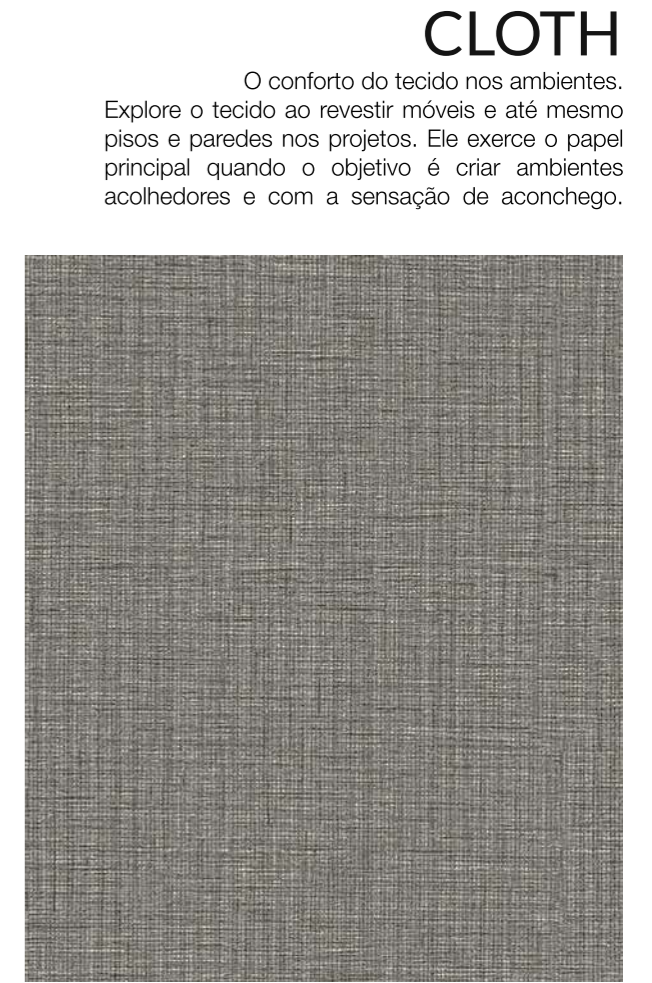 CLOTH
O conforto do tecido nos ambientes.
Explore o tecido ao revestir móveis e até mesmo
pisos e paredes nos projetos. Ele exerce o papel
principal quando o objetivo é criar ambientes
acolhedores e com a sensação de aconchego.